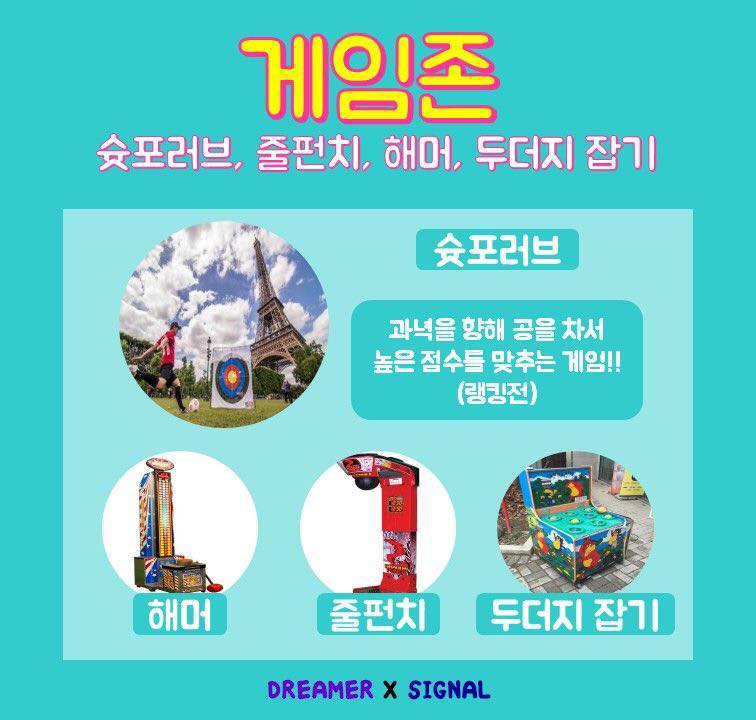 게임존
슛포러브, 줄펀치, 해머, 두더지 잡기
슛포러브
과녁을 향해 공을 차서
높은 점수를 맞추는 게임!!
(랭킹전)
해머
줄펀치
두더지 잡기
DREAMER X SIGNAL